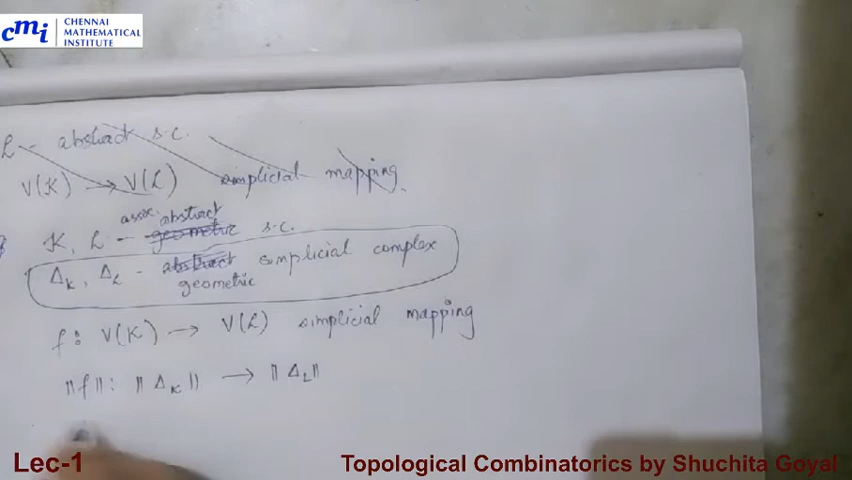 cmi CHENNAI
MATHEMATICAL
INSTITUTE
L - abstract s.c.
V(K) → V(L) simplicial mapping
assoc. abstract
K, L - geometric s.c.
Δ_K, Δ_L - abstract simplicial complex
geometric
f: V(K) → V(L) simplicial mapping
||f||: ||Δ_K|| → ||Δ_L||
Lec-1
Topological Combinatorics by Shuchita Goyal